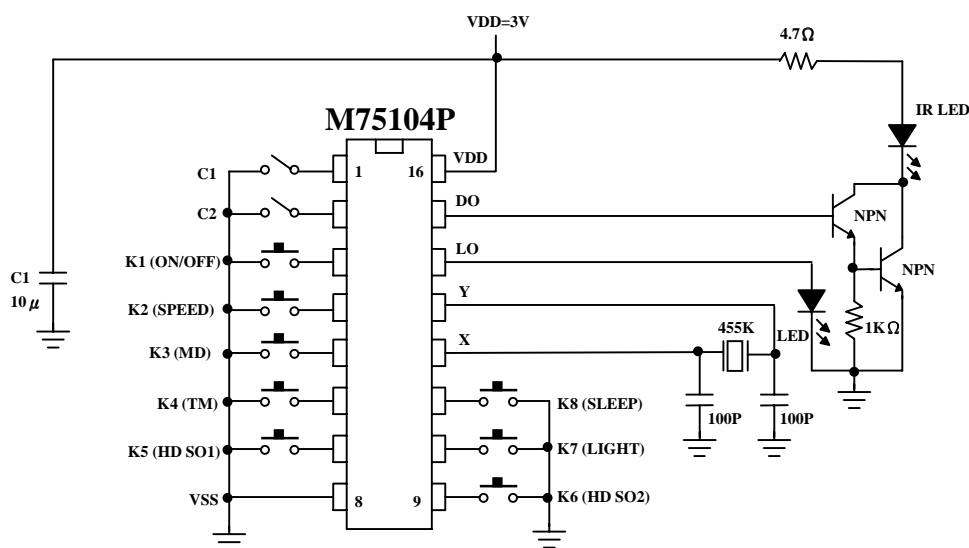 VDD=3V
4.7Ω
IR LED
M75104P
VDD
C1
1
16
DO
C2
NPN
LO
K1 (ON/OFF)
NPN
C1
10μ
Y
K2 (SPEED)
455K
LED
1KΩ
X
K3 (MD)
K4 (TM)
K8 (SLEEP)
100P
100P
K5 (HD SO1)
K7 (LIGHT)
VSS
8
9
K6 (HD SO2)